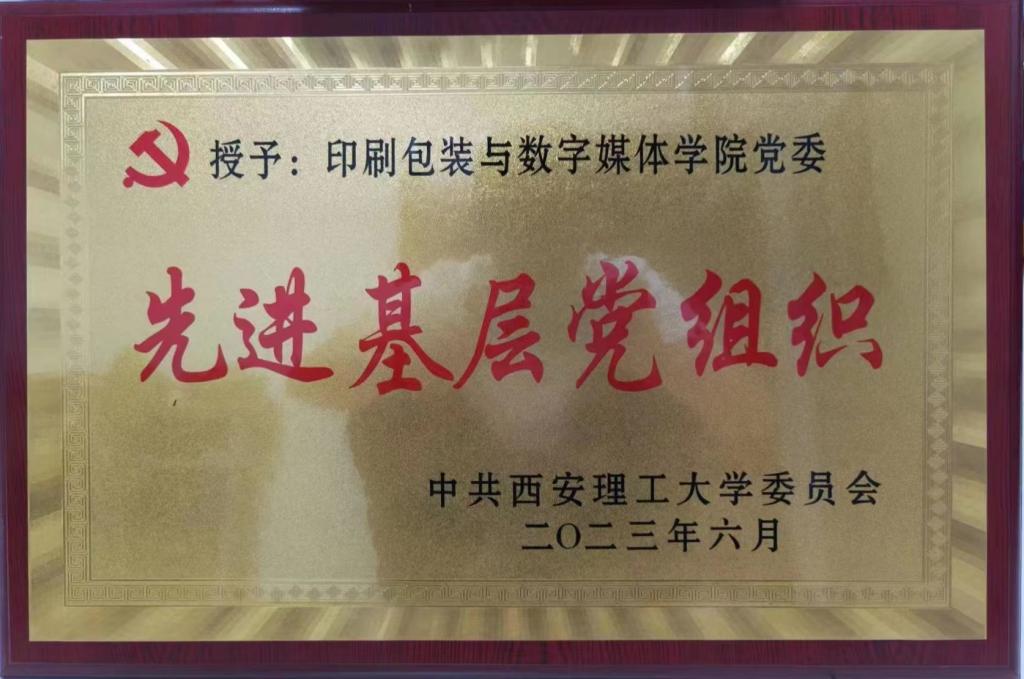 授予：印刷包装与数字媒体学院党委
先进基层党组织
中共西安理工大学委员会
二〇二三年六月